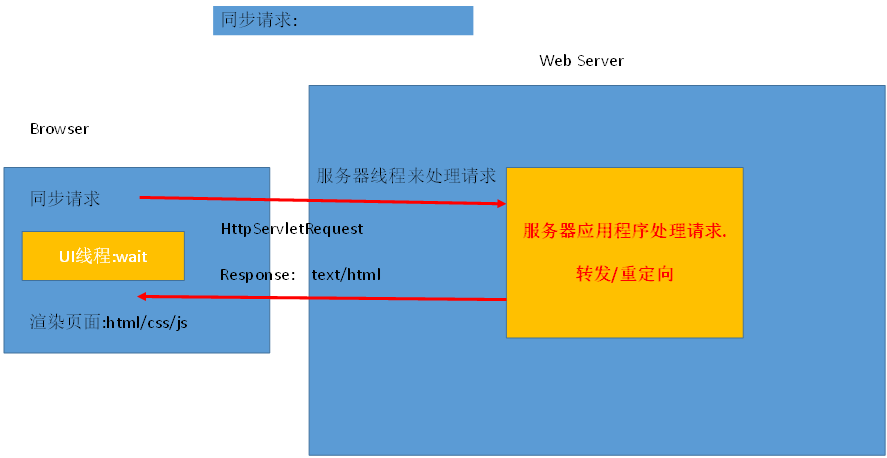 同步请求:
Web Server
Browser
服务器线程来处理请求
同步请求
HttpServletRequest
服务器应用程序处理请求.
UI线程:wait
Response: text/html
转发/重定向
渲染页面:html/css/js